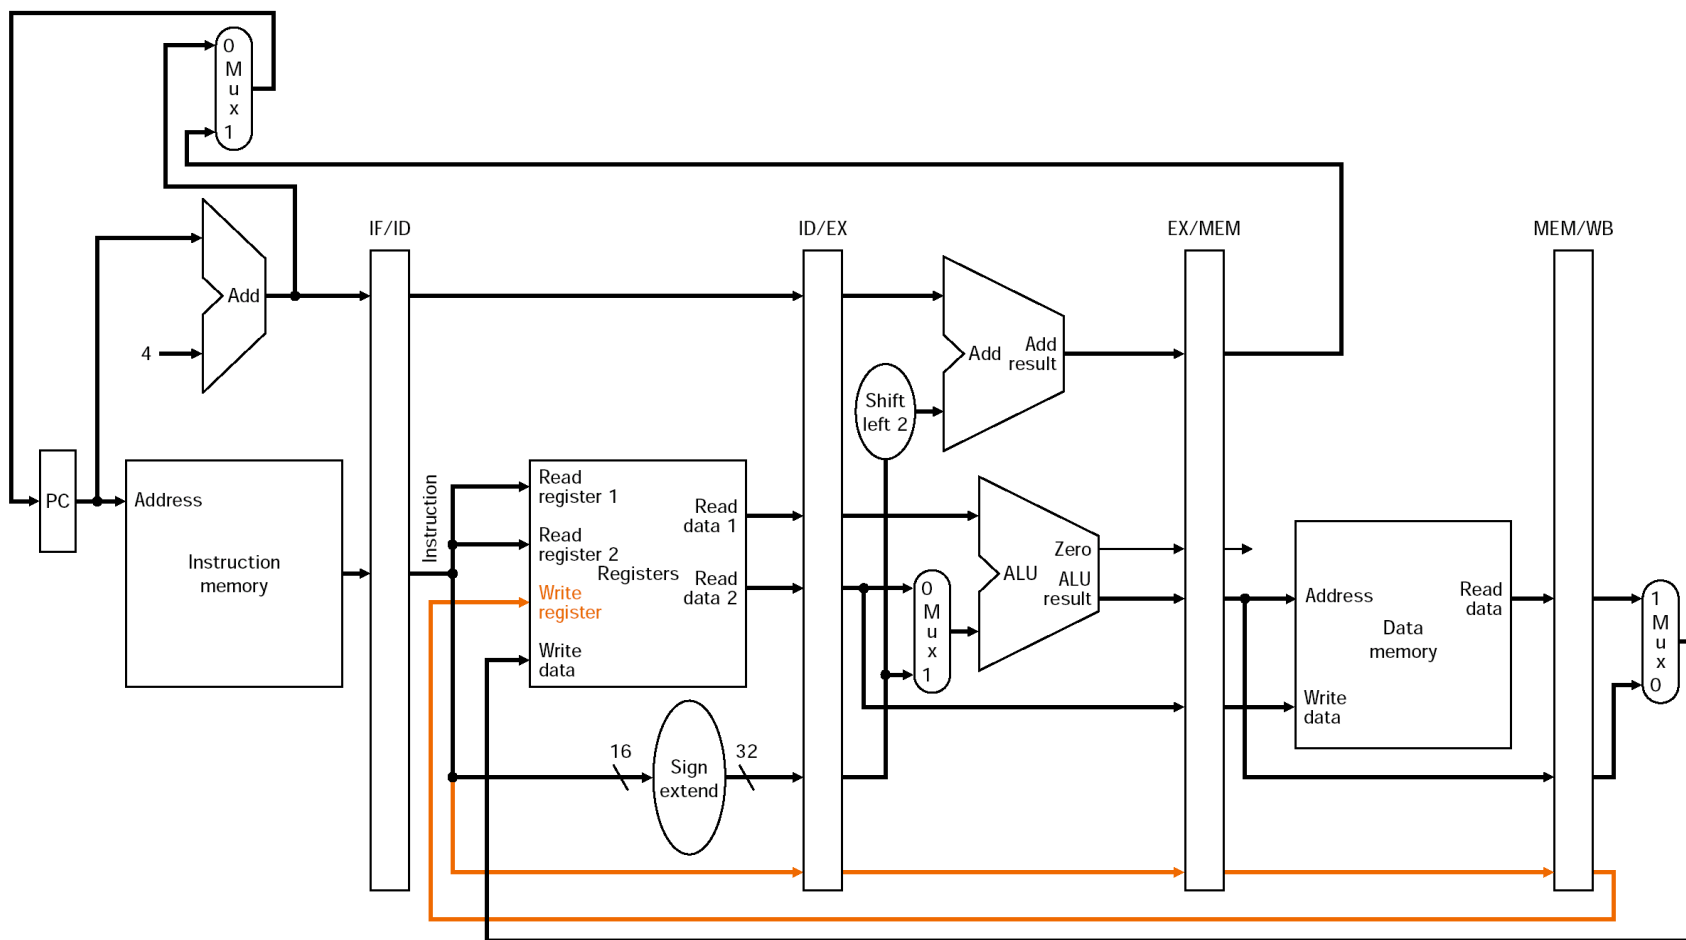 0
M
u
x
1
IF/ID
ID/EX
EX/MEM
MEM/WB
Add
4
Add
Add
result
Shift
left 2
PC
Address
Instruction
memory
Instruction
Read
register 1
Read
register 2
Write
register
Write
data
Registers
Read
data 1
Read
data 2
16
Sign
extend
32
0
M
u
x
1
ALU
Zero
ALU
result
Address
Write
data
Data
memory
Read
data
1
M
u
x
0